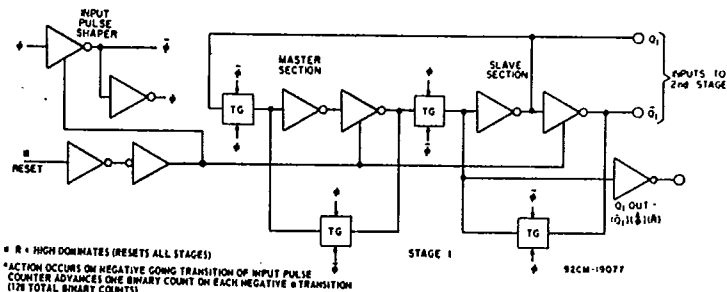 INPUT
PULSE
SHAPER
ϕ
ϕ̄
ϕ
RESET
MASTER
SECTION
SLAVE
SECTION
ϕ̄
TG
ϕ
ϕ
TG
ϕ̄
ϕ
TG
ϕ̄
ϕ̄
TG
ϕ
Q1
Q̄1
INPUTS TO
2nd STAGE
Q1 OUT =
STAGE 1
92CM-19077
R = HIGH DOMINATES (RESETS ALL STAGES)
ACTION OCCURS ON NEGATIVE GOING TRANSITION OF INPUT PULSE
COUNTER ADVANCES ONE BINARY COUNT ON EACH NEGATIVE ϕ TRANSITION
(128 TOTAL BINARY COUNTS)